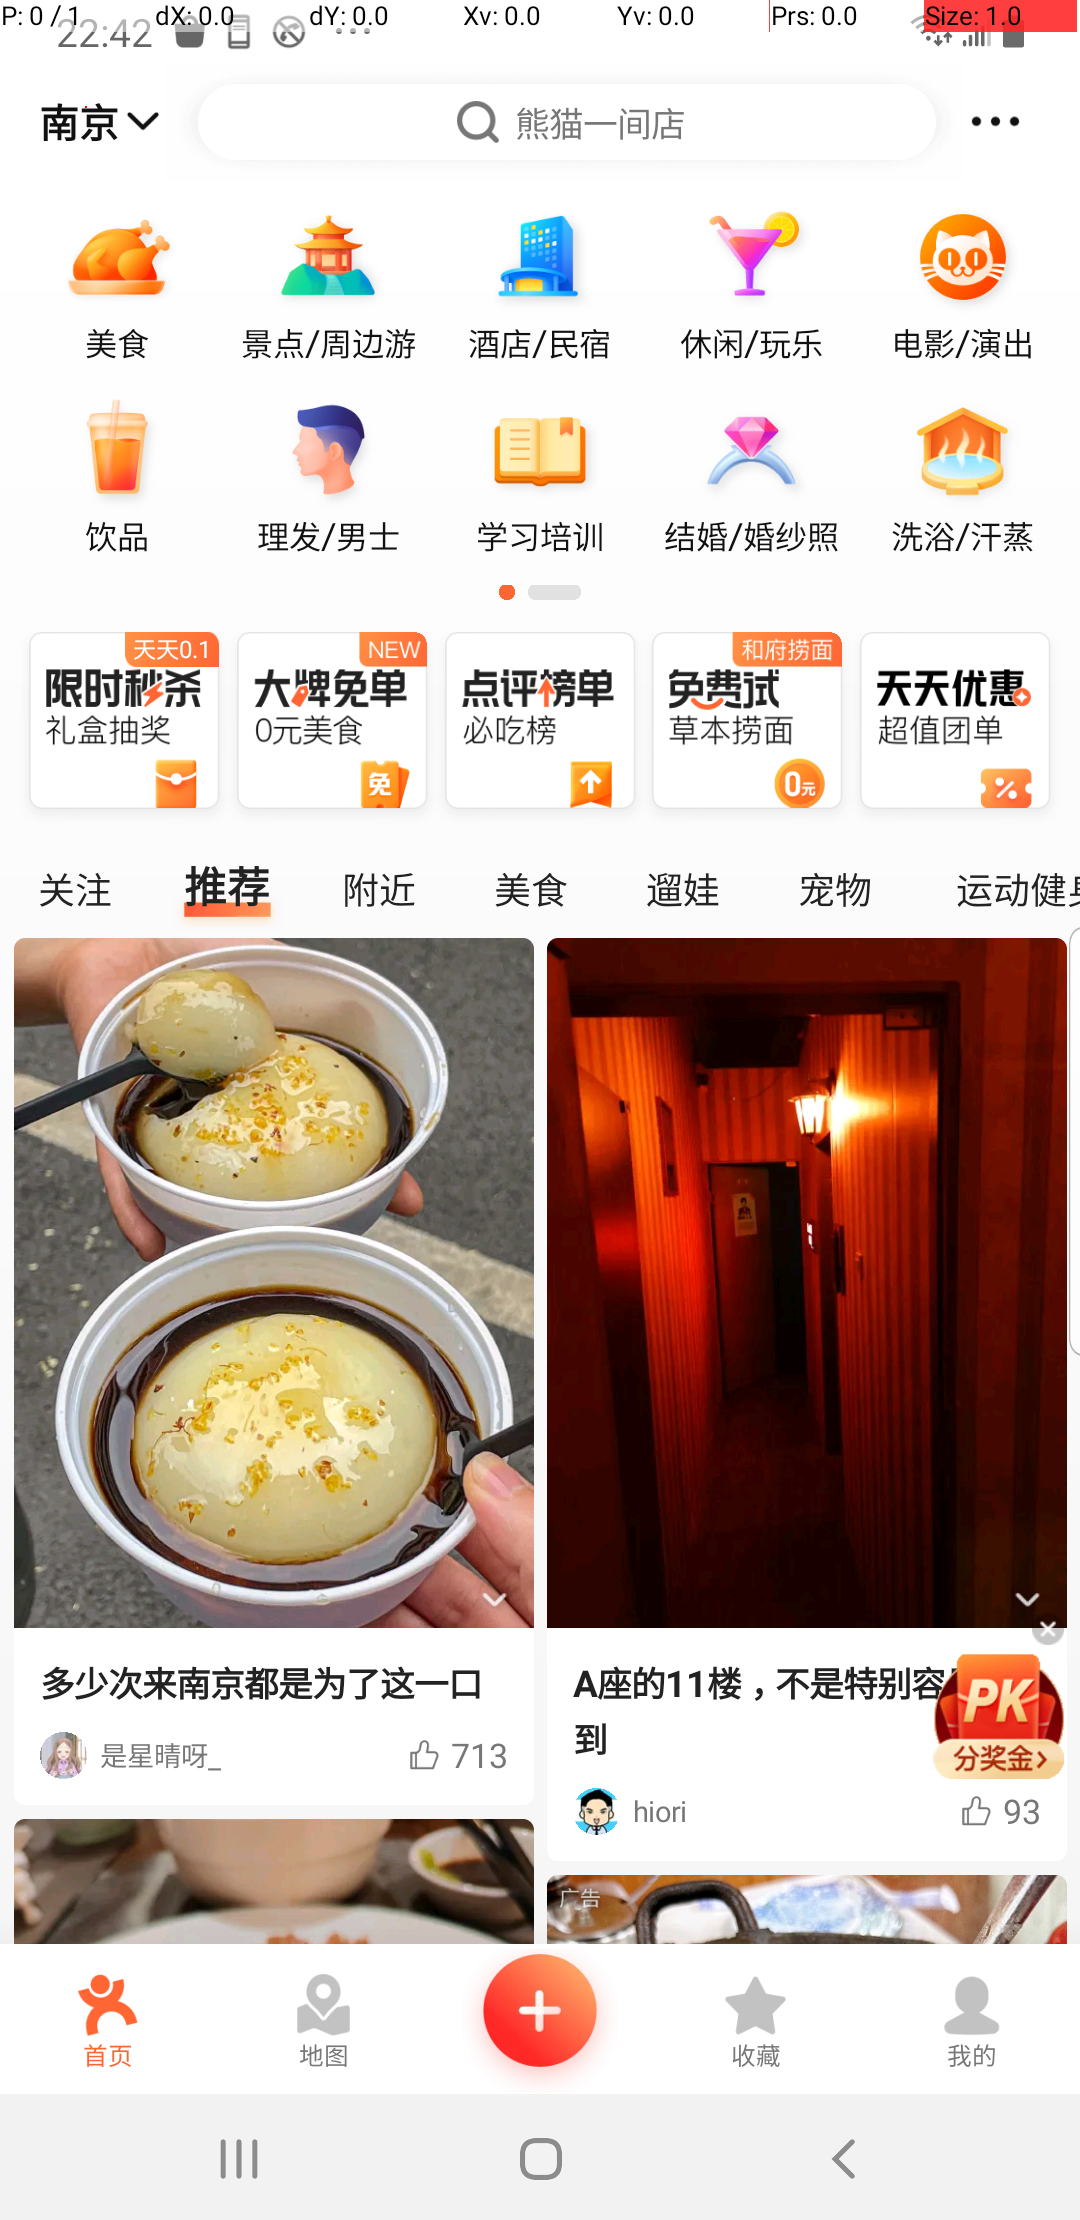 P: 0 / 1 dX: 0.0 dY: 0.0 Xv: 0.0 Yv: 0.0 Prs: 0.0 Size: 1.0
22:42
南京 熊猫一间店
美食 景点/周边游 酒店/民宿 休闲/玩乐 电影/演出
饮品 理发/男士 学习培训 结婚/婚纱照 洗浴/汗蒸
天天0.1 NEW 和府捞面
限时秒杀 大牌免单 点评榜单 免费试 天天优惠
礼盒抽奖 0元美食 必吃榜 草本捞面 超值团单
免 0元 %
关注 推荐 附近 美食 遛娃 宠物 运动健身
多少次来南京都是为了这一口
是星晴呀_ 713
A座的11楼，不是特别容
到
PK
分奖金
hiori 93
广告
首页 地图 收藏 我的